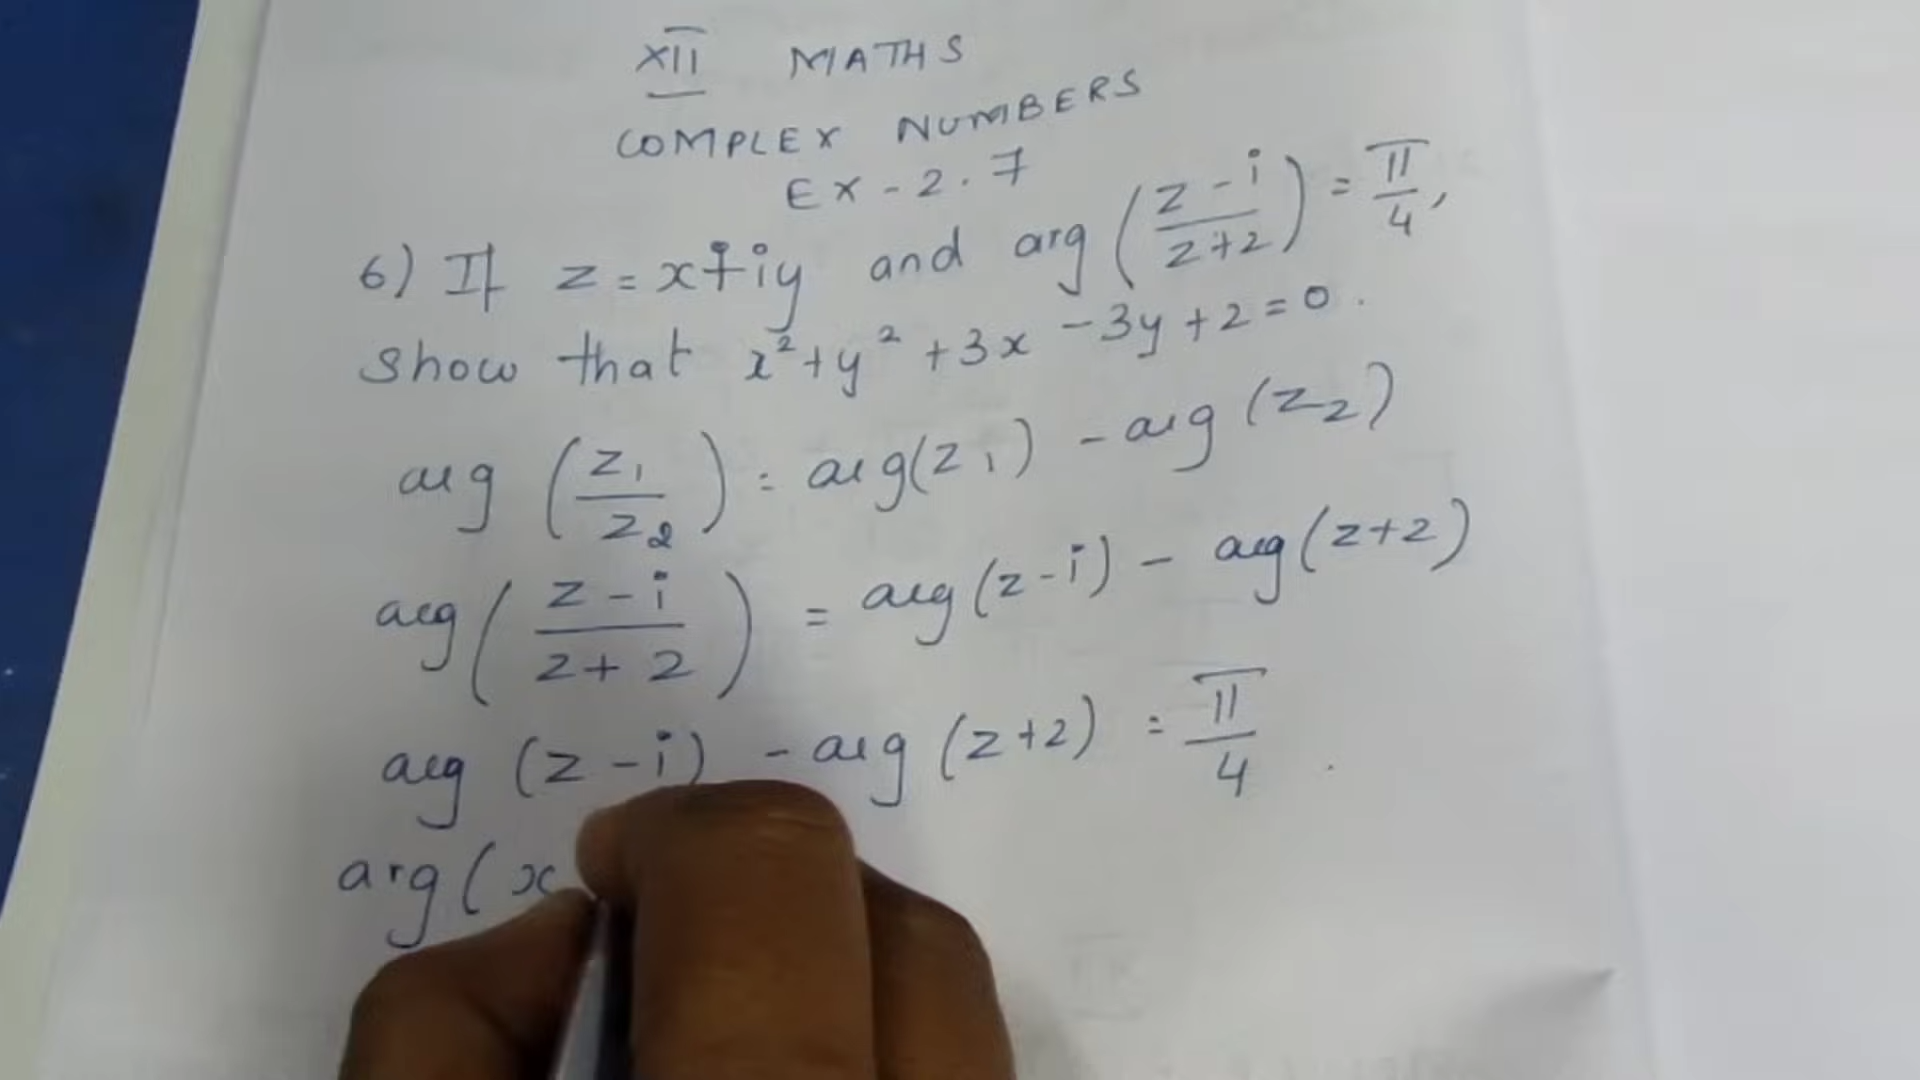 XII MATHS
COMPLEX NUMBERS
EX - 2.7
6) If z = x+iy and arg (z-i/z+2) = π/4,
show that x²+y²+3x-3y+2=0.
arg (z₁/z₂) = arg(z₁) - arg(z₂)
arg (z-i/z+2) = arg(z-i) - arg(z+2)
arg (z-i) - arg (z+2) = π/4.
arg (x